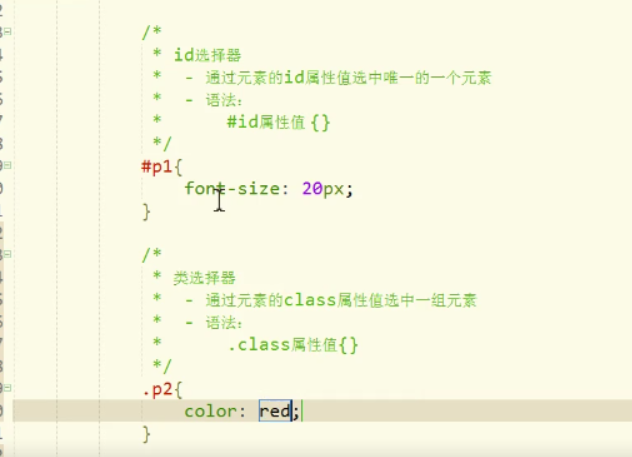 /*
* id选择器
* - 通过元素的id属性值选中唯一的一个元素
* - 语法:
* #id属性值 {}
*/
#p1{
font-size: 20px;
}
/*
* 类选择器
* - 通过元素的class属性值选中一组元素
* - 语法:
* .class属性值{}
*/
.p2{
color: red;
}